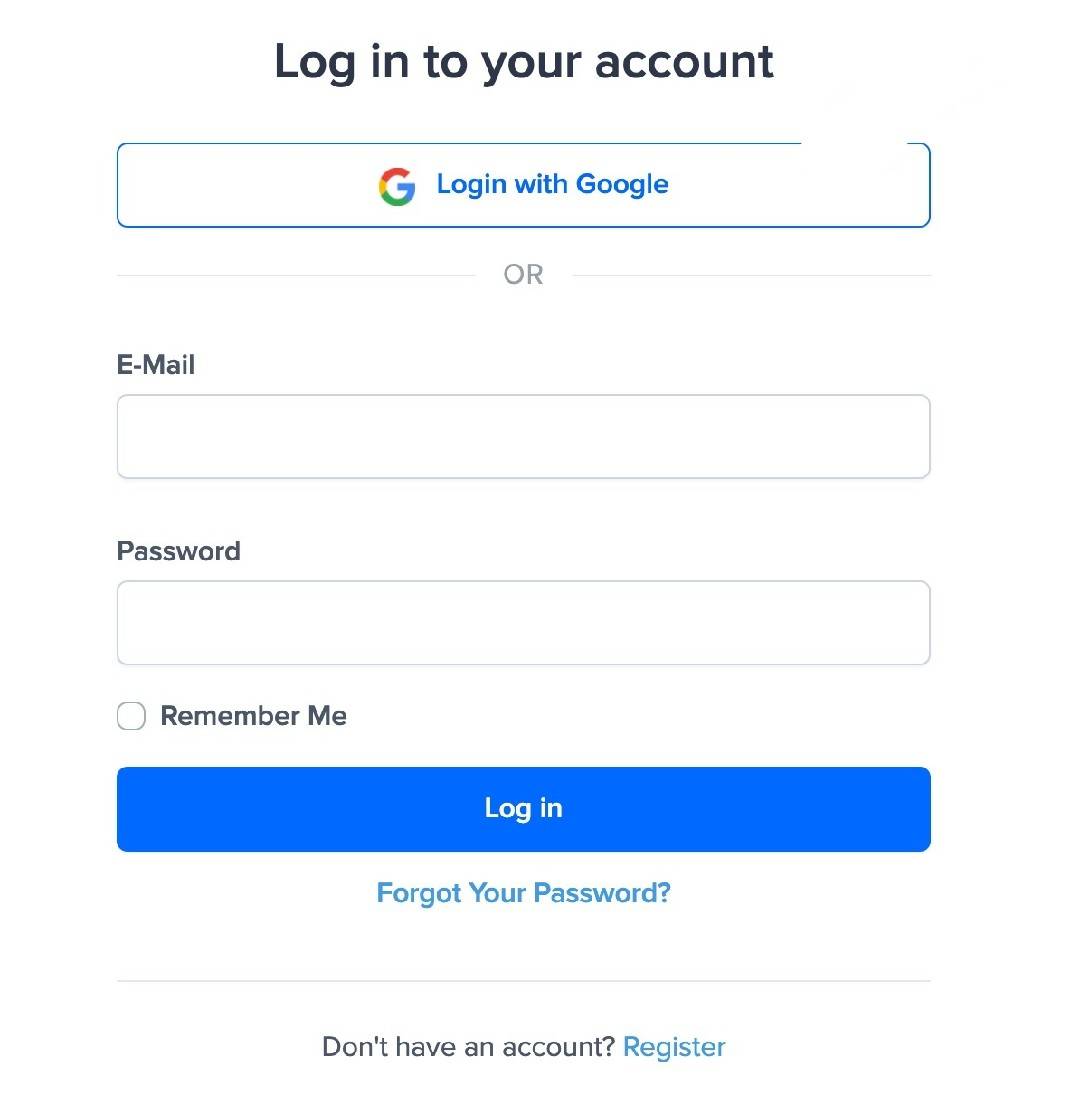 Log in to your account
Login with Google
OR
E-Mail
Password
Remember Me
Log in
Forgot Your Password?
Don't have an account? Register